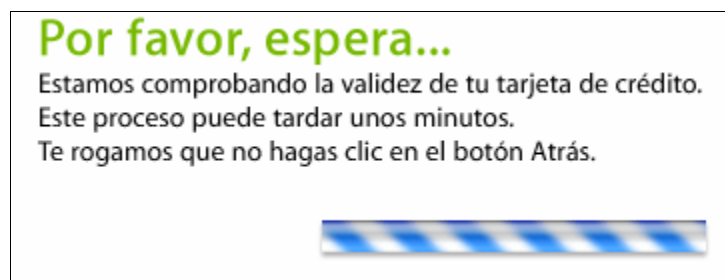 Por favor, espera...
Estamos comprobando la validez de tu tarjeta de crédito.
Este proceso puede tardar unos minutos.
Te rogamos que no hagas clic en el botón Atrás.